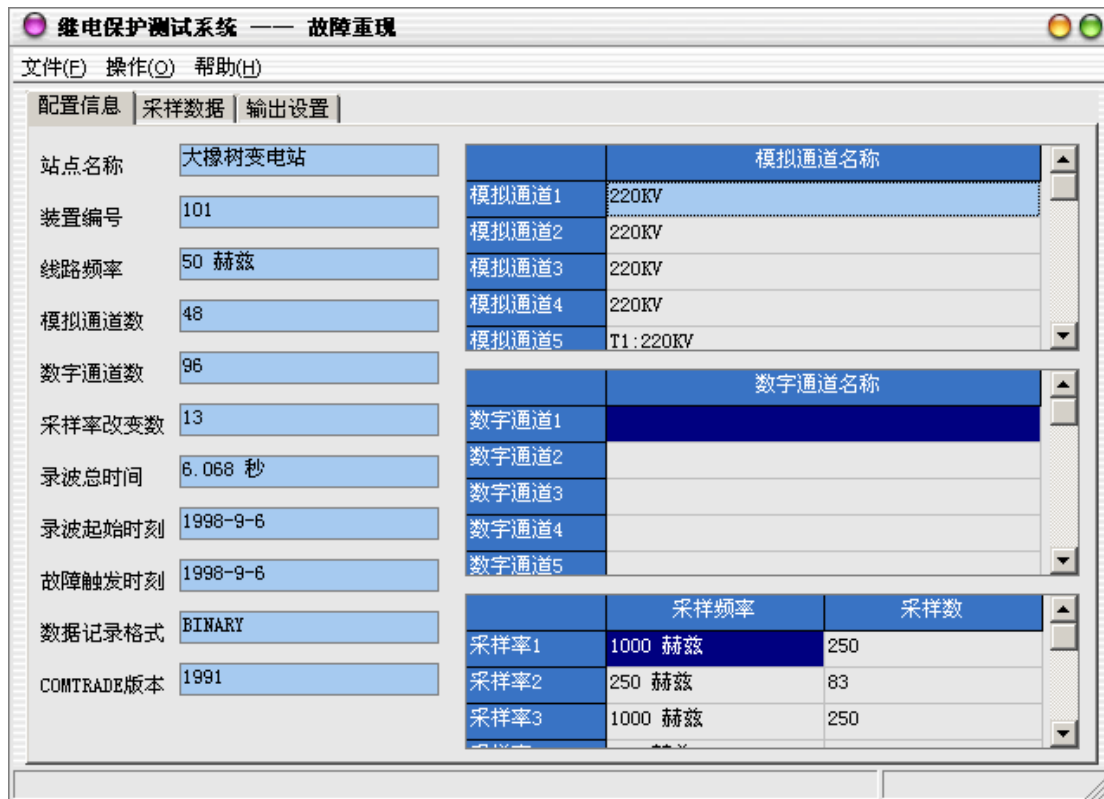 继电保护测试系统 —— 故障重现
文件(F) 操作(O) 帮助(H)
配置信息 采样数据 输出设置
站点名称 大橡树变电站
装置编号 101
线路频率 50 赫兹
模拟通道数 48
数字通道数 96
采样率改变数 13
录波总时间 6.068 秒
录波起始时刻 1998-9-6
故障触发时刻 1998-9-6
数据记录格式 BINARY
COMTRADE版本 1991
模拟通道名称
模拟通道1 220KV
模拟通道2 220KV
模拟通道3 220KV
模拟通道4 220KV
模拟通道5 T1:220KV
数字通道名称
数字通道1
数字通道2
数字通道3
数字通道4
数字通道5
采样频率 采样数
采样率1 1000 赫兹 250
采样率2 250 赫兹 83
采样率3 1000 赫兹 250